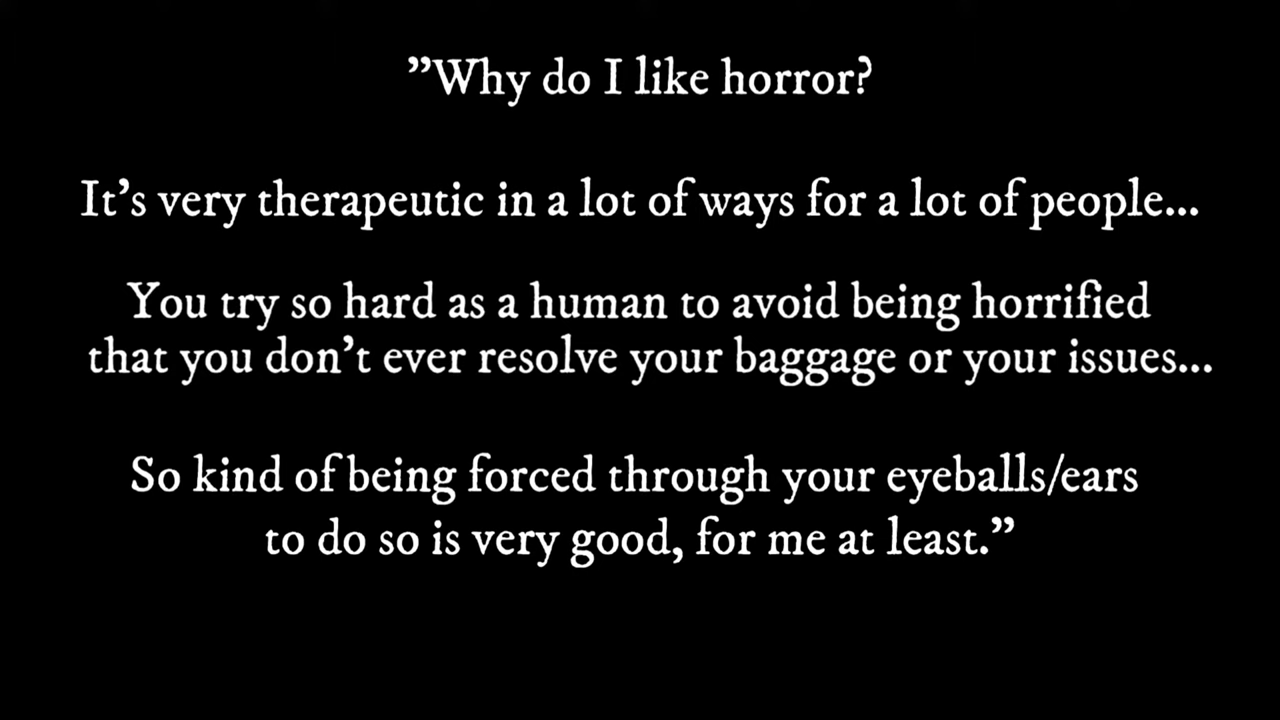 ”Why do I like horror?
It’s very therapeutic in a lot of ways for a lot of people...
You try so hard as a human to avoid being horrified
that you don’t ever resolve your baggage or your issues...
So kind of being forced through your eyeballs/ears
to do so is very good, for me at least.”